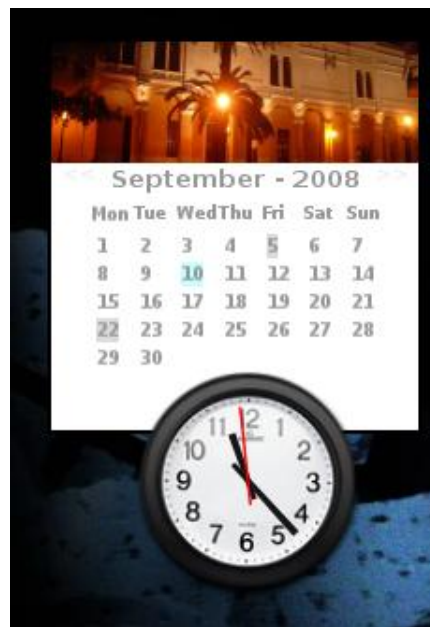 << September - 2008 >>
Mon Tue Wed Thu Fri Sat Sun
1 2 3 4 5 6 7
8 9 10 11 12 13 14
15 16 17 18 19 20 21
22 23 24 25 26 27 28
29 30
11 12 1
10 2
9 3
8 4
7 6 5